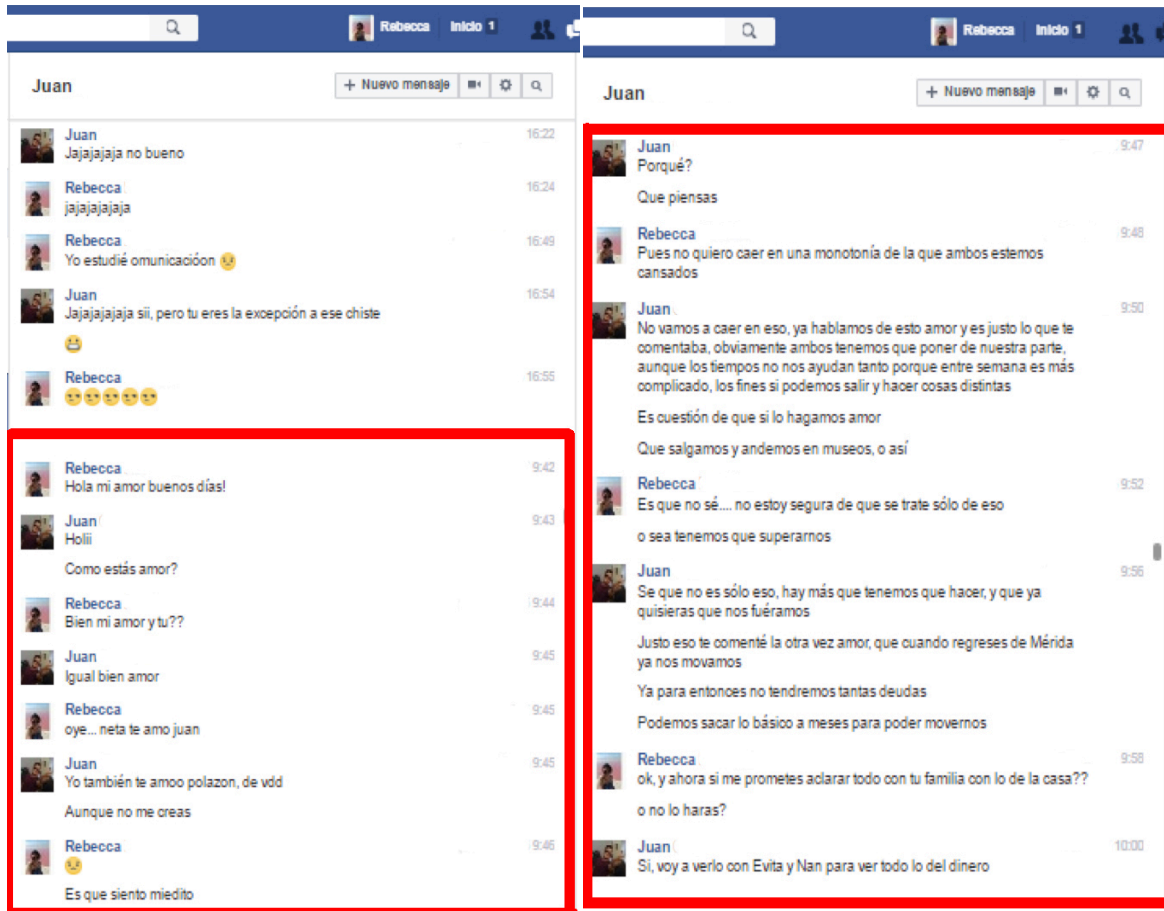 Rebecca Inicio 1
Juan
+ Nuevo mensaje
Juan 16:22
Jajajajaja no bueno
Rebecca 16:24
jajajajajaja
Rebecca 16:49
Yo estudié omunicacióon
Juan 16:54
Jajajajajaja sii, pero tu eres la excepción a ese chiste
Rebecca 16:55
Rebecca 9:42
Hola mi amor buenos días!
Juan 9:43
Holii
Como estás amor?
Rebecca 9:44
Bien mi amor y tu??
Juan 9:45
Igual bien amor
Rebecca 9:45
oye... neta te amo juan
Juan 9:45
Yo también te amoo polazon, de vdd
Aunque no me creas
Rebecca 9:46
Es que siento miedito
Rebecca Inicio 1
Juan
+ Nuevo mensaje
Juan 9:47
Porqué?
Que piensas
Rebecca 9:48
Pues no quiero caer en una monotonía de la que ambos estemos
cansados
Juan 9:50
No vamos a caer en eso, ya hablamos de esto amor y es justo lo que te
comentaba, obviamente ambos tenemos que poner de nuestra parte,
aunque los tiempos no nos ayudan tanto porque entre semana es más
complicado, los fines si podemos salir y hacer cosas distintas
Es cuestión de que si lo hagamos amor
Que salgamos y andemos en museos, o así
Rebecca 9:52
Es que no sé.... no estoy segura de que se trate sólo de eso
o sea tenemos que superarnos
Juan 9:56
Se que no es sólo eso, hay más que tenemos que hacer, y que ya
quisieras que nos fuéramos
Justo eso te comenté la otra vez amor, que cuando regreses de Mérida
ya nos movamos
Ya para entonces no tendremos tantas deudas
Podemos sacar lo básico a meses para poder movernos
Rebecca 9:58
ok, y ahora si me prometes aclarar todo con tu familia con lo de la casa??
o no lo haras?
Juan 10:00
Si, voy a verlo con Evita y Nan para ver todo lo del dinero